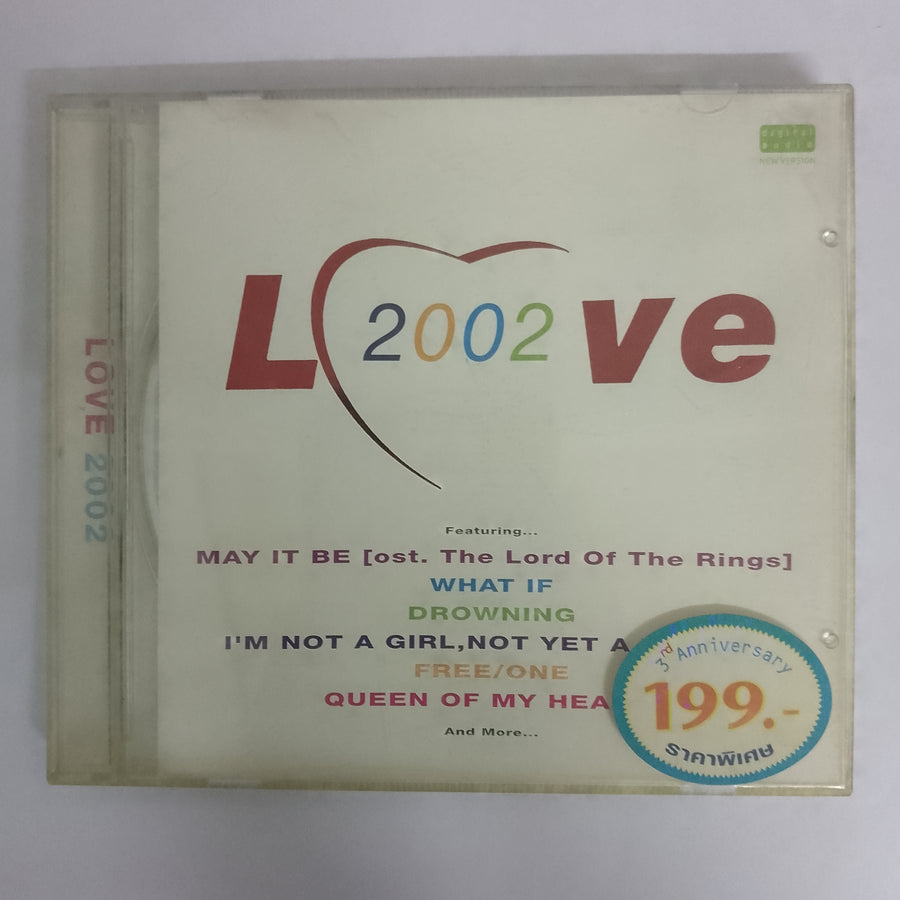 digital
audio
NEW VERSION
L ve
2002
LOVE 2002
Featuring...
MAY IT BE [ost. The Lord Of The Rings]
WHAT IF
DROWNING
I'M NOT A GIRL,NOT YET A
FREE/ONE
QUEEN OF MY HEA
And More...
3rd Anniversary
199.-
ราคาพิเศษ